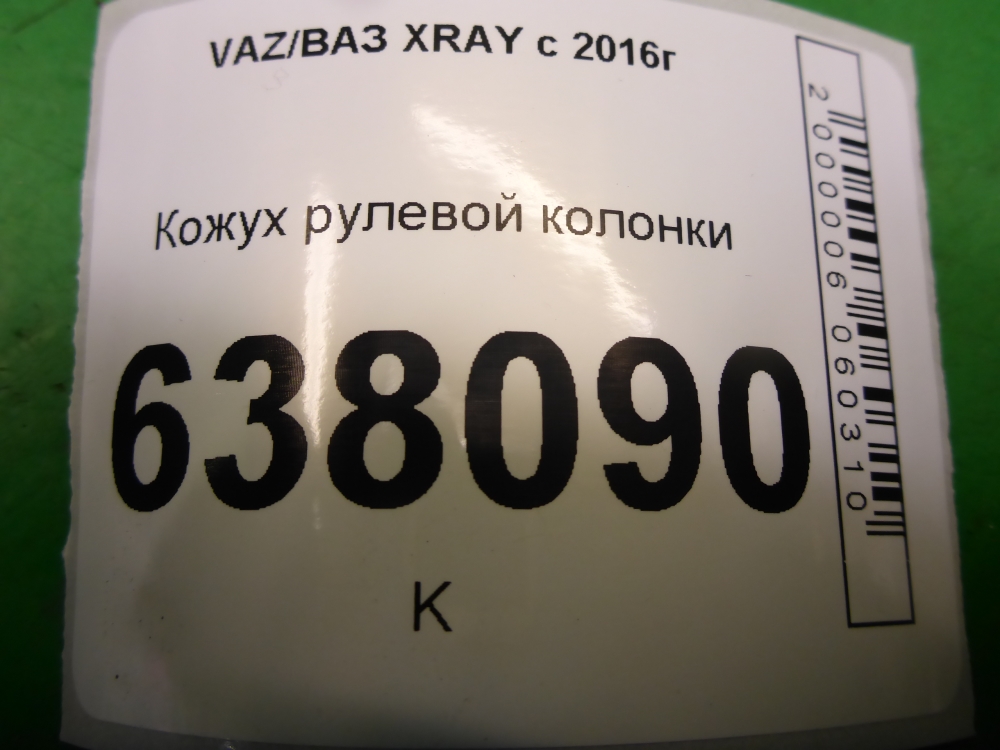 VAZ/ВАЗ XRAY с 2016г
Кожух рулевой колонки
638090
К
2000006060310